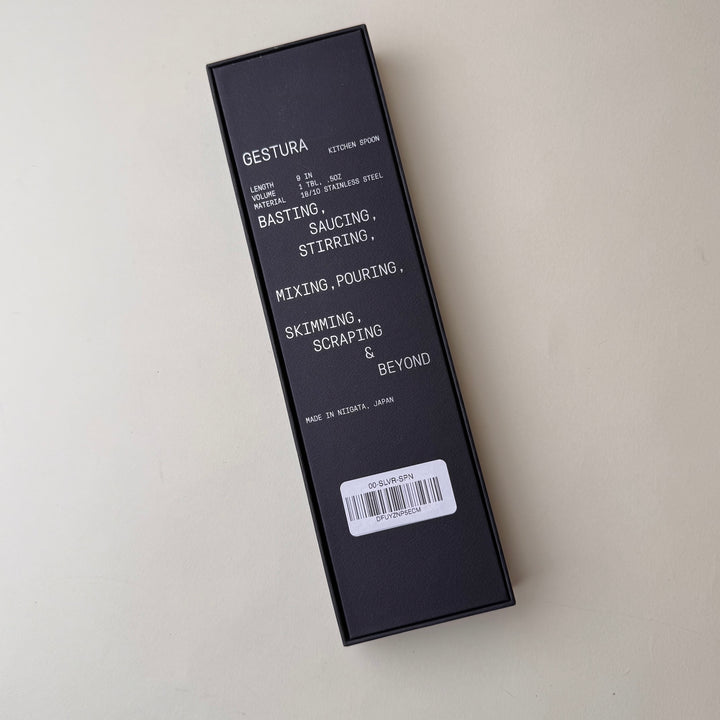 GESTURA KITCHEN SPOON
LENGTH 9 IN
VOLUME 1 TBL, .5OZ
MATERIAL 18/10 STAINLESS STEEL
BASTING,
SAUCING,
STIRRING,
MIXING,POURING,
SKIMMING,
SCRAPING
&
BEYOND
MADE IN NIIGATA, JAPAN
00-SLVR-SPN
DFUYZNP5ECM